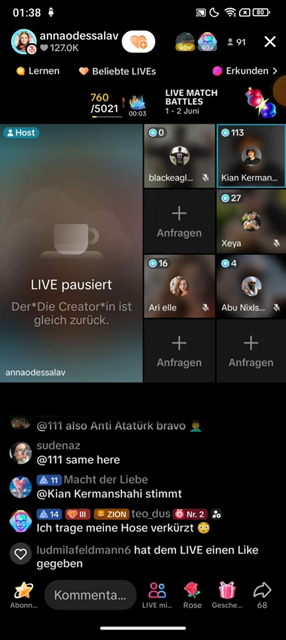 01:38
80
annaodessalav
127.0K
40+
40+
91
Lernen
Beliebte LIVEs
Erkunden
760
/5021
00:03
LIVE MATCH
BATTLES
1 - 2 Juni
Host
LIVE pausiert
Der*Die Creator*in ist
gleich zurück.
annaodessalav
0
blackeagl...
113
Kian Kerman...
Anfragen
27
Xeya
16
Ari elle
4
Abu Nixls...
Anfragen
Anfragen
@111 also Anti Atatürk bravo
sudenaz
@111 same here
11 Macht der Liebe
@Kian Kermanshahi stimmt
14 III ZION teo_dus Nr. 2
Ich trage meine Hose verkürzt
ludmilafeldmann6 hat dem LIVE einen Like
gegeben
Abonn...
Kommenta...
LIVE mi...
Rose
Gesche...
68